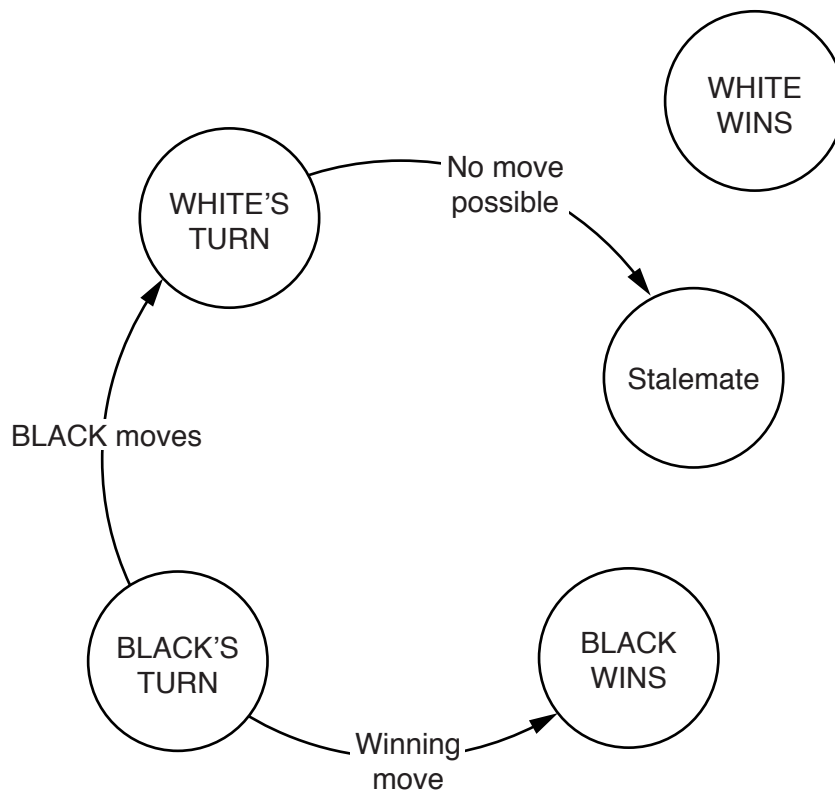 WHITE
WINS
No move
possible
WHITE'S
TURN
Stalemate
BLACK moves
BLACK'S
TURN
BLACK
WINS
Winning
move